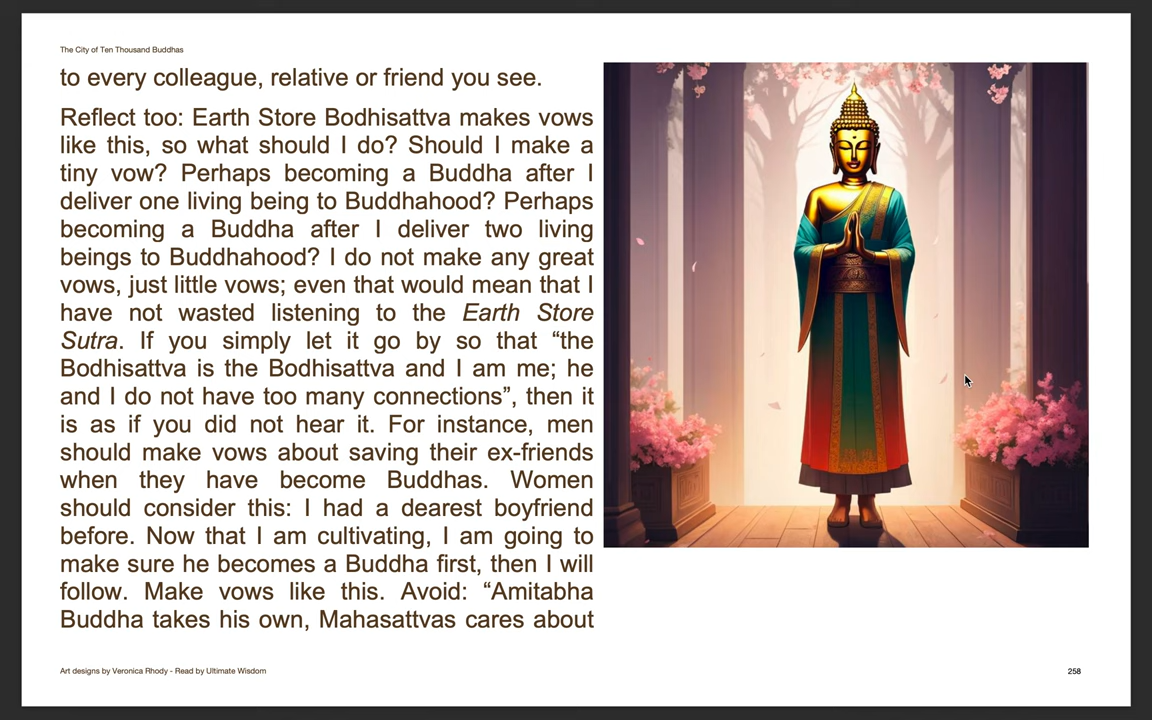 The City of Ten Thousand Buddhas
to every colleague, relative or friend you see.
Reflect too: Earth Store Bodhisattva makes vows
like this, so what should I do? Should I make a
tiny vow? Perhaps becoming a Buddha after I
deliver one living being to Buddhahood? Perhaps
becoming a Buddha after I deliver two living
beings to Buddhahood? I do not make any great
vows, just little vows; even that would mean that I
have not wasted listening to the Earth Store
Sutra. If you simply let it go by so that “the
Bodhisattva is the Bodhisattva and I am me; he
and I do not have too many connections”, then it
is as if you did not hear it. For instance, men
should make vows about saving their ex-friends
when they have become Buddhas. Women
should consider this: I had a dearest boyfriend
before. Now that I am cultivating, I am going to
make sure he becomes a Buddha first, then I will
follow. Make vows like this. Avoid: “Amitabha
Buddha takes his own, Mahasattvas cares about
Art designs by Veronica Rhody - Read by Ultimate Wisdom
258